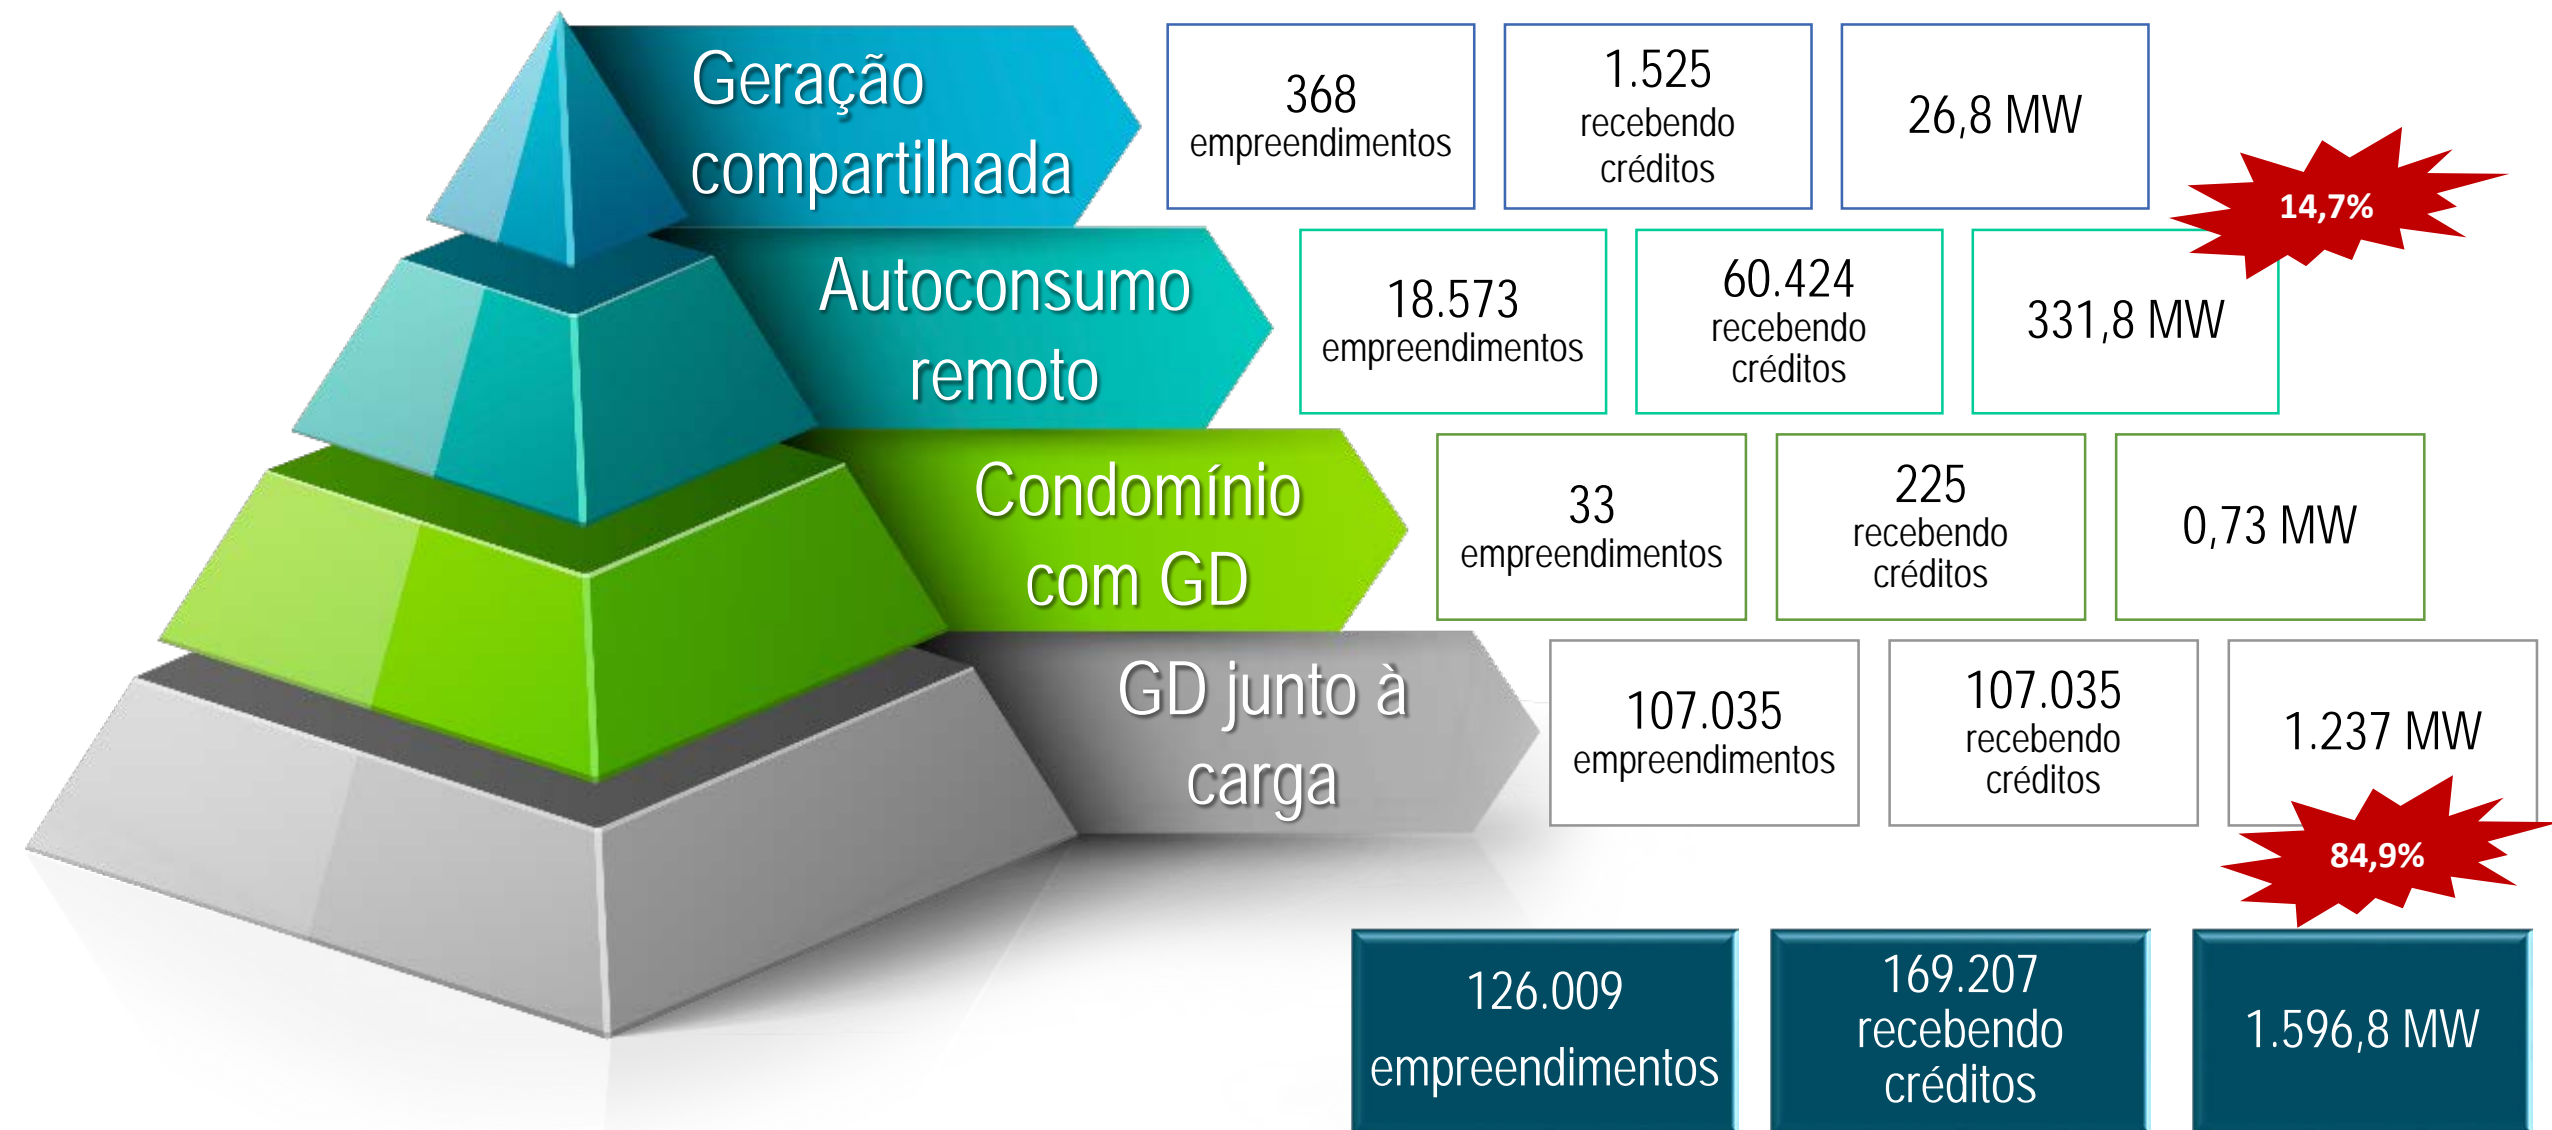 Geração
compartilhada
368
empreendimentos
1.525
recebendo
créditos
26,8 MW
14,7%
Autoconsumo
remoto
18.573
empreendimentos
60.424
recebendo
créditos
331,8 MW
Condomínio
com GD
33
empreendimentos
225
recebendo
créditos
0,73 MW
GD junto à
carga
107.035
empreendimentos
107.035
recebendo
créditos
1.237 MW
84,9%
126.009
empreendimentos
169.207
recebendo
créditos
1.596,8 MW